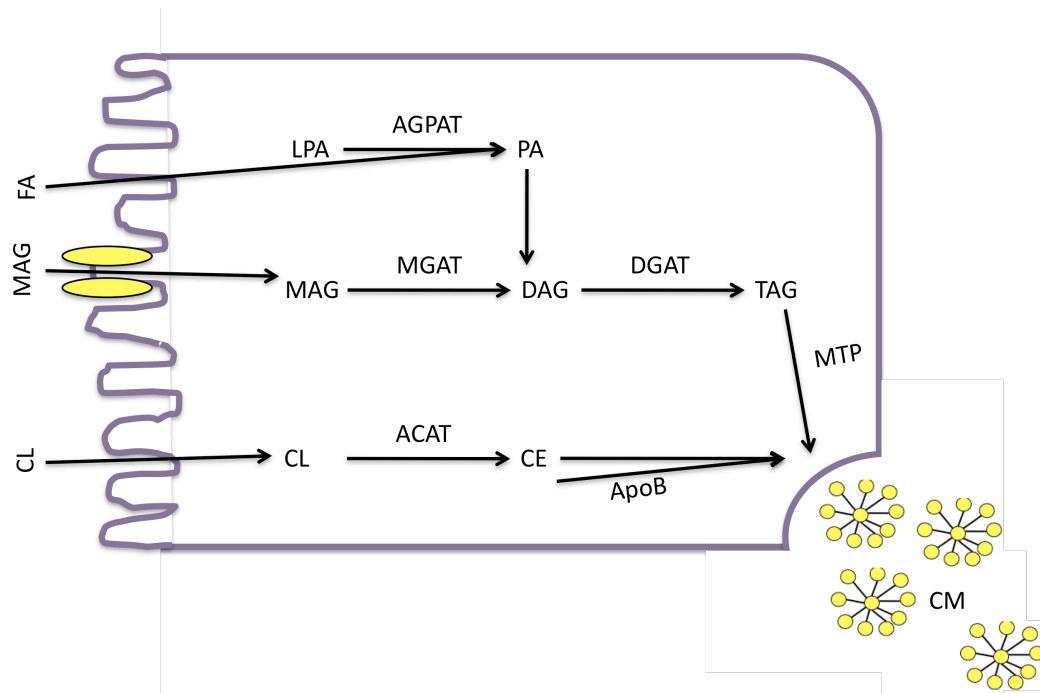 AGPAT
LPA
PA
FA
MAG
MGAT
DGAT
MAG
DAG
TAG
MTP
ACAT
CL
CL
CE
ApoB
CM